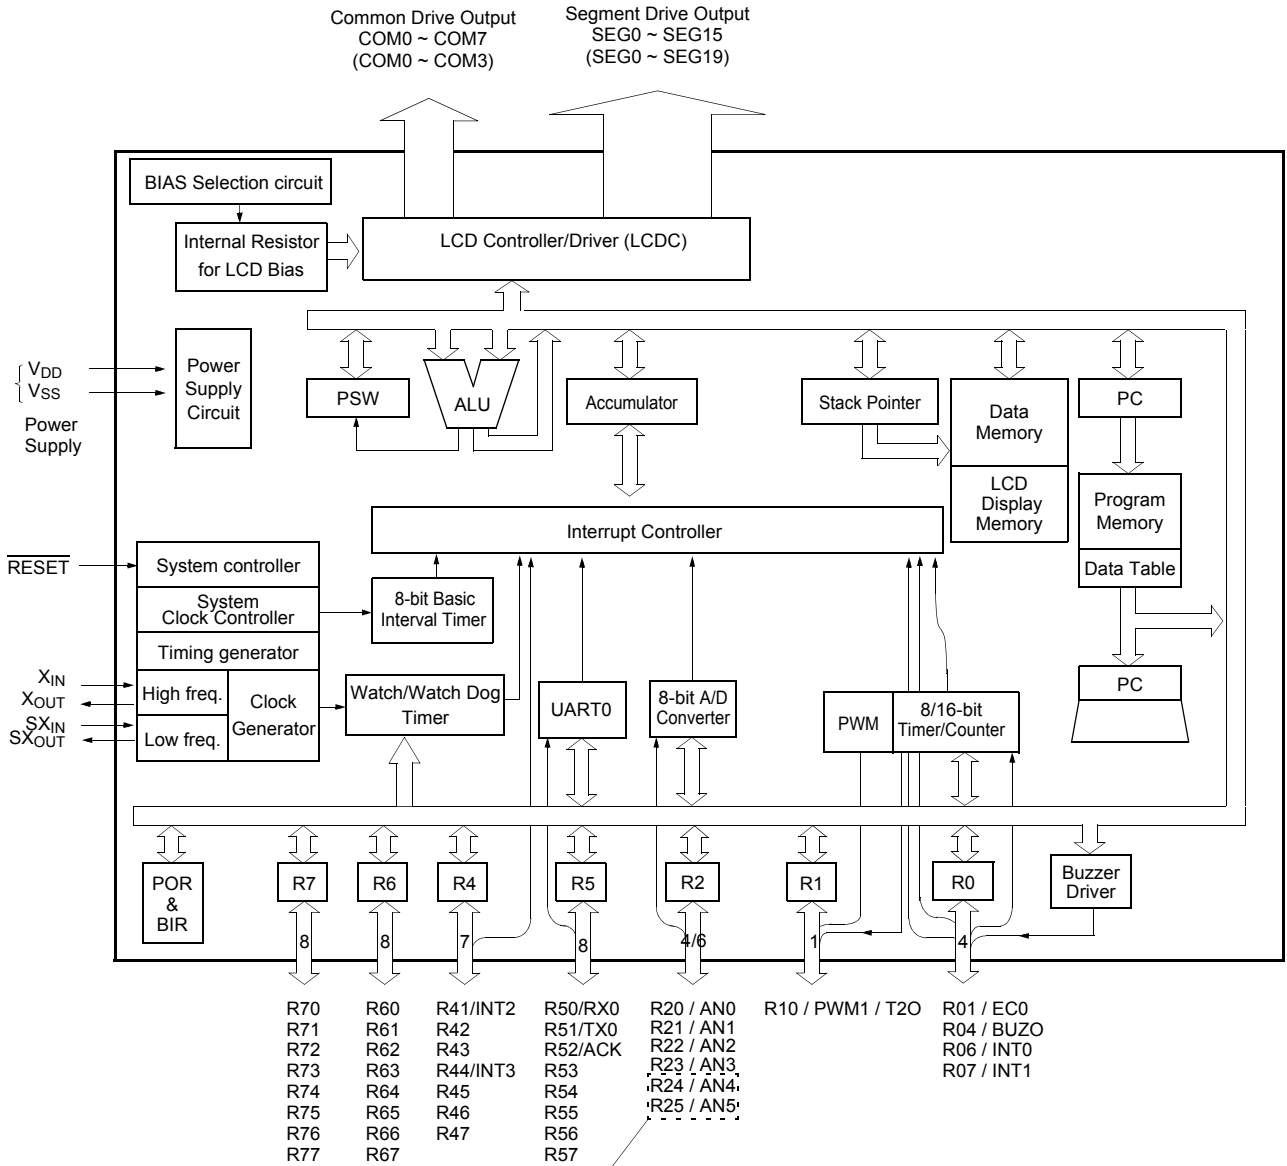 Common Drive Output
COM0 ~ COM7
(COM0 ~ COM3)
Segment Drive Output
SEG0 ~ SEG15
(SEG0 ~ SEG19)
BIAS Selection circuit
Internal Resistor
for LCD Bias
LCD Controller/Driver (LCDC)
VDD
VSS
Power
Supply
Power
Supply
Circuit
PSW
ALU
Accumulator
Stack Pointer
Data
Memory
LCD
Display
Memory
PC
Program
Memory
Data Table
PC
Interrupt Controller
RESET
System controller
System
Clock Controller
Timing generator
High freq.
Low freq.
Clock
Generator
XIN
XOUT
SXIN
SXOUT
8-bit Basic
Interval Timer
Watch/Watch Dog
Timer
UART0
8-bit A/D
Converter
PWM
8/16-bit
Timer/Counter
POR
&
BIR
R7
R6
R4
R5
R2
R1
R0
Buzzer
Driver
8
8
7
8
4/6
1
4
R70
R71
R72
R73
R74
R75
R76
R77
R60
R61
R62
R63
R64
R65
R66
R67
R41/INT2
R42
R43
R44/INT3
R45
R46
R47
R50/RX0
R51/TX0
R52/ACK
R53
R54
R55
R56
R57
R20 / AN0
R21 / AN1
R22 / AN2
R23 / AN3
R24 / AN4
R25 / AN5
R10 / PWM1 / T2O
R01 / EC0
R04 / BUZO
R06 / INT0
R07 / INT1